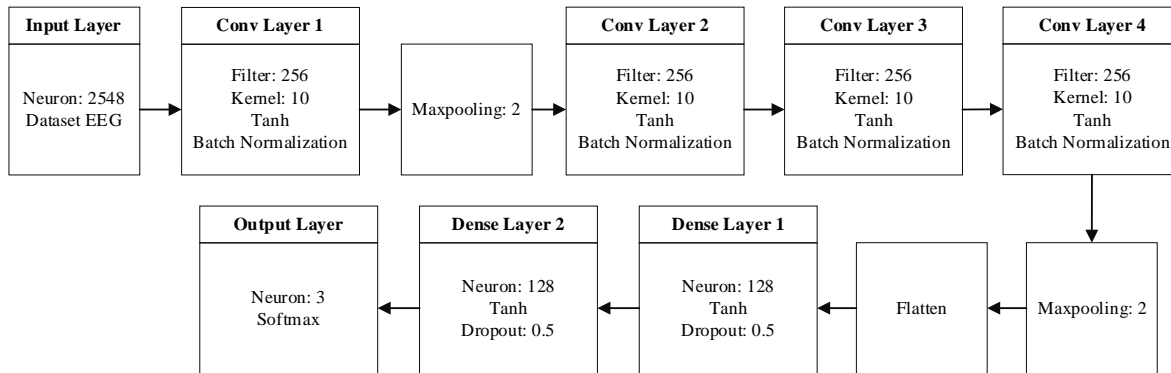 Input Layer
Neuron: 2548
Dataset EEG
Conv Layer 1
Filter: 256
Kernel: 10
Tanh
Batch Normalization
Maxpooling: 2
Conv Layer 2
Filter: 256
Kernel: 10
Tanh
Batch Normalization
Conv Layer 3
Filter: 256
Kernel: 10
Tanh
Batch Normalization
Conv Layer 4
Filter: 256
Kernel: 10
Tanh
Batch Normalization
Maxpooling: 2
Flatten
Dense Layer 1
Neuron: 128
Tanh
Dropout: 0.5
Dense Layer 2
Neuron: 128
Tanh
Dropout: 0.5
Output Layer
Neuron: 3
Softmax